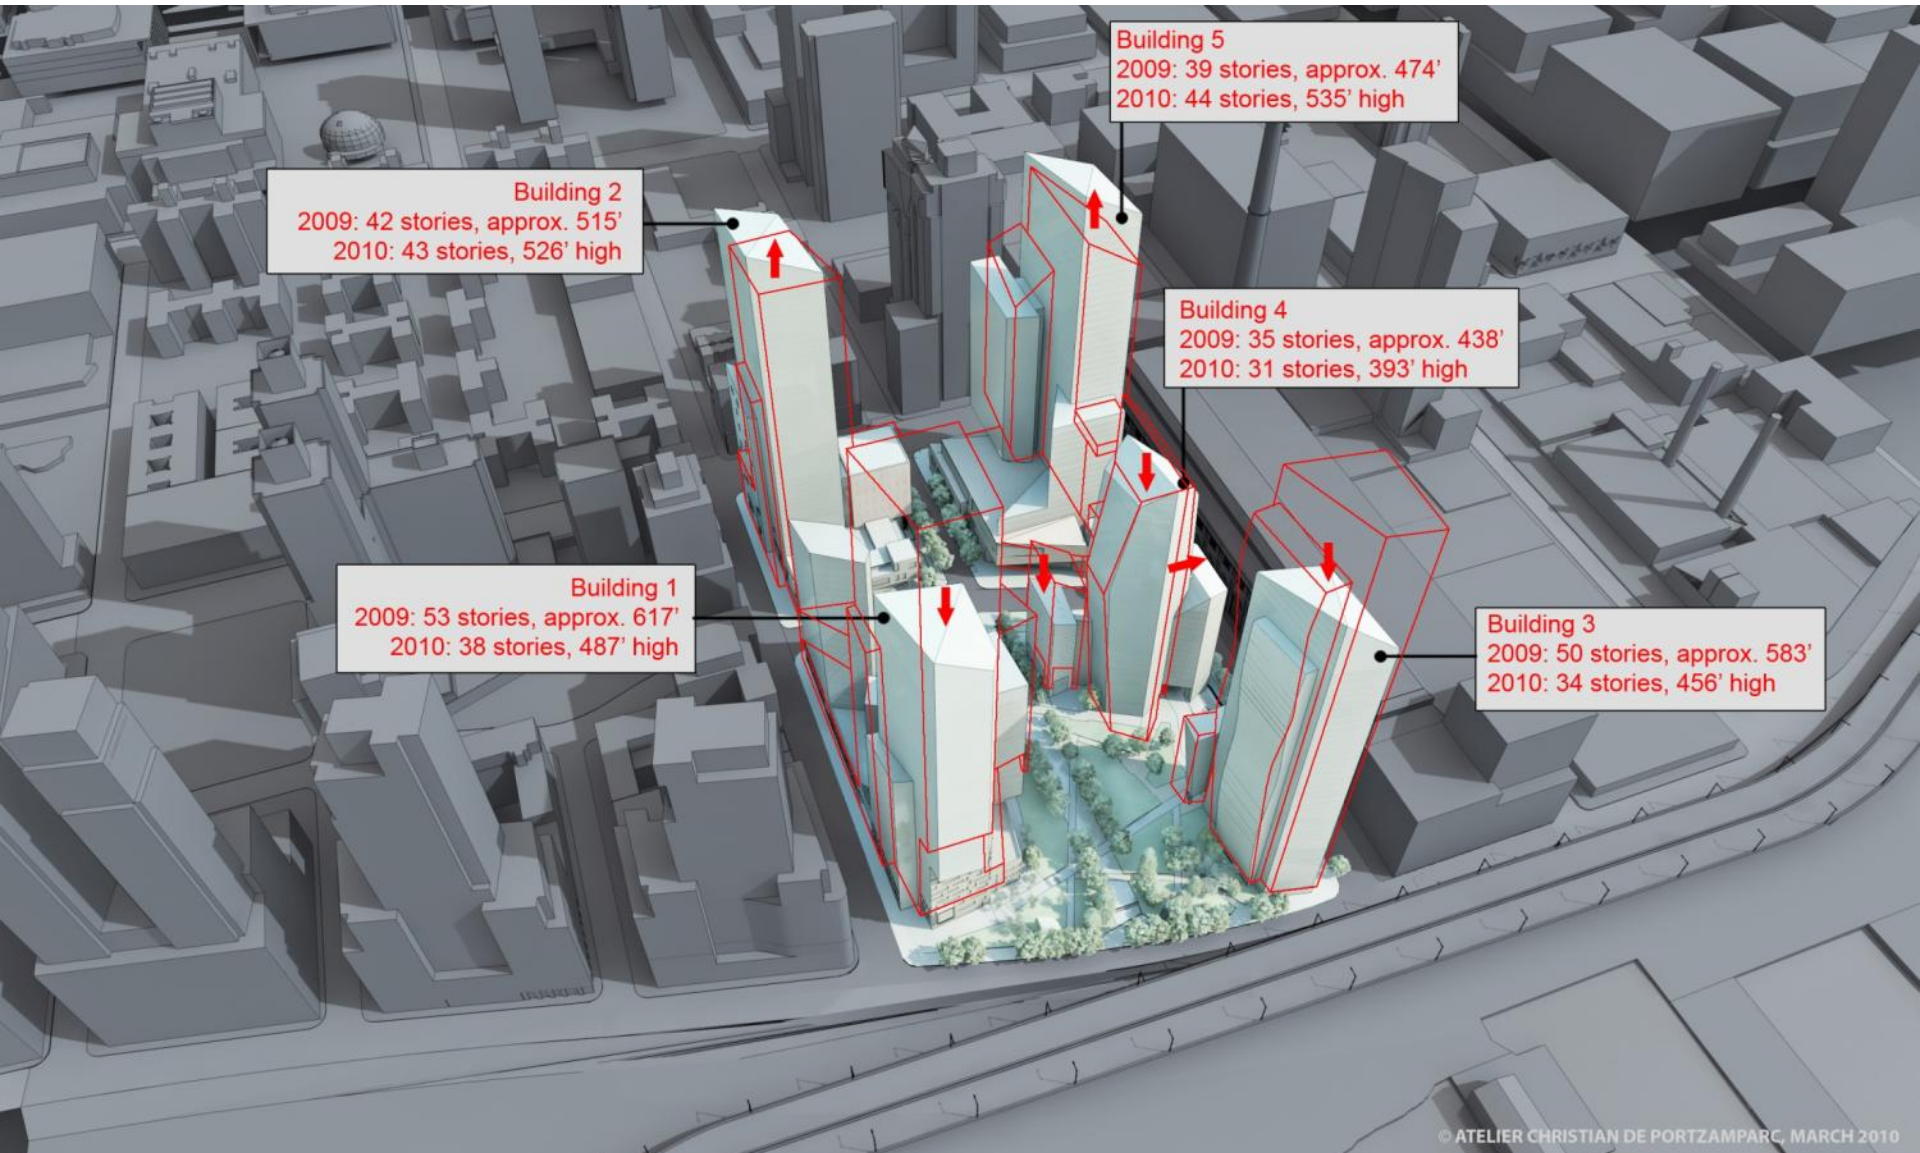 Building 5
2009: 39 stories, approx. 474’
2010: 44 stories, 535’ high
Building 2
2009: 42 stories, approx. 515’
2010: 43 stories, 526’ high
Building 4
2009: 35 stories, approx. 438’
2010: 31 stories, 393’ high
Building 1
2009: 53 stories, approx. 617’
2010: 38 stories, 487’ high
Building 3
2009: 50 stories, approx. 583’
2010: 34 stories, 456’ high
© ATELIER CHRISTIAN DE PORTZAMPARC, MARCH 2010